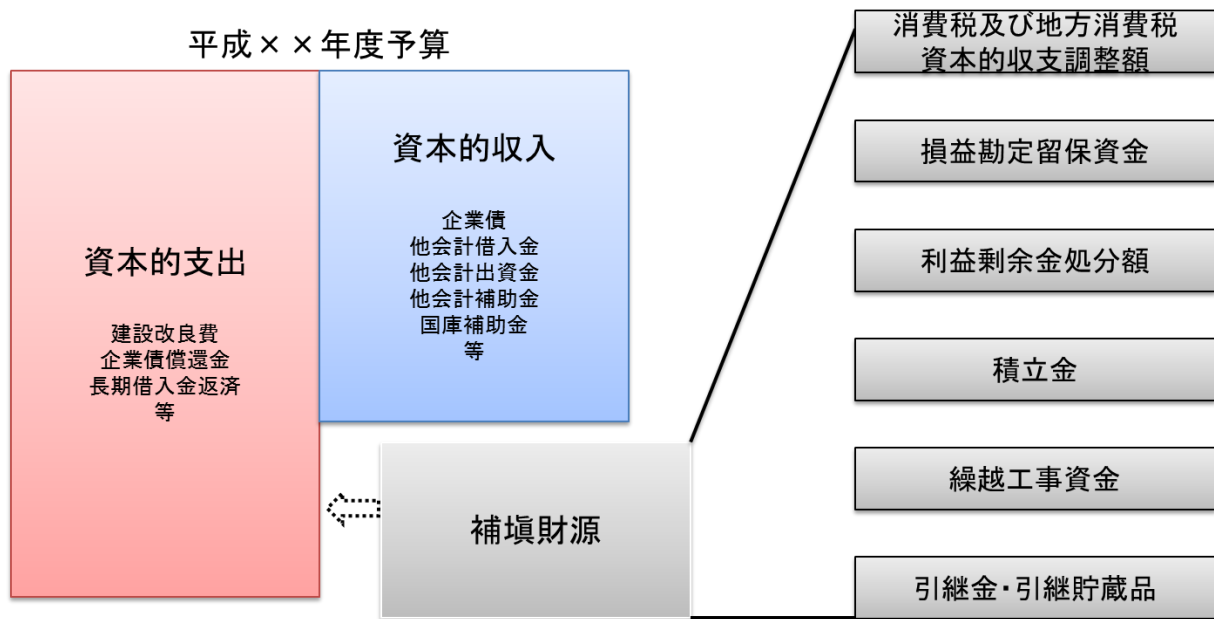 平成××年度予算
資本的支出
建設改良費
企業債償還金
長期借入金返済
等
資本的収入
企業債
他会計借入金
他会計出資金
他会計補助金
国庫補助金
等
補塡財源
消費税及び地方消費税
資本的収支調整額
損益勘定留保資金
利益剰余金処分額
積立金
繰越工事資金
引継金・引継貯蔵品